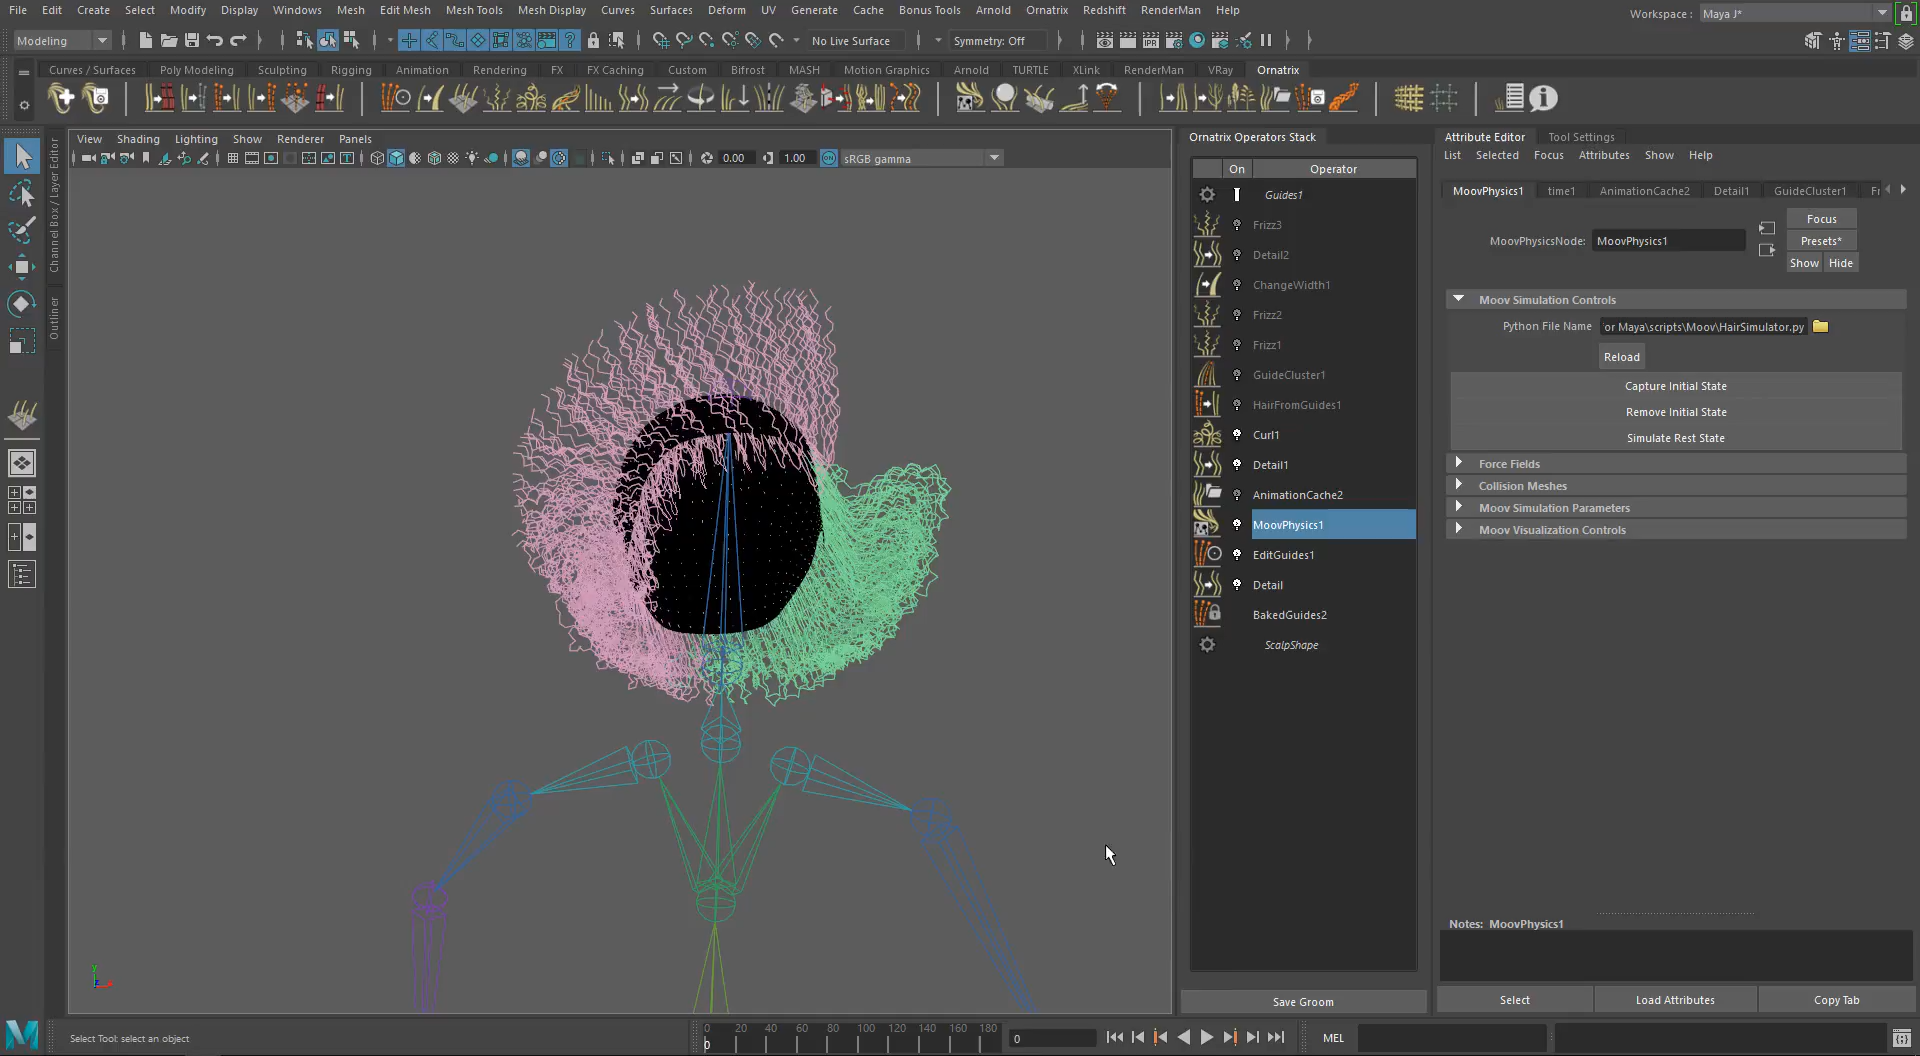 File Edit Create Select Modify Display Windows Mesh Edit Mesh Mesh Tools Mesh Display Curves Surfaces Deform UV Generate Cache Bonus Tools Arnold Ornatrix Redshift RenderMan Help
Workspace : Maya J*
Modeling
No Live Surface
Symmetry: Off
Curves / Surfaces Poly Modeling Sculpting Rigging Animation Rendering FX FX Caching Custom Bifrost MASH Motion Graphics Arnold TURTLE XLink RenderMan VRay Ornatrix
IPR
View Shading Lighting Show Renderer Panels
0.00 1.00 ON sRGB gamma
Channel Box / Layer Editor
Outliner
Ornatrix Operators Stack
On Operator
Guides1
Frizz3
Detail2
ChangeWidth1
Frizz2
Frizz1
GuideCluster1
HairFromGuides1
Curl1
Detail1
AnimationCache2
MoovPhysics1
EditGuides1
Detail
BakedGuides2
ScalpShape
Save Groom
Attribute Editor Tool Settings
List Selected Focus Attributes Show Help
MoovPhysics1 time1 AnimationCache2 Detail1 GuideCluster1 Fr
Focus
MoovPhysicsNode: MoovPhysics1
Presets*
Show Hide
Moov Simulation Controls
Python File Name or Maya\scripts\Moov\HairSimulator.py
Reload
Capture Initial State
Remove Initial State
Simulate Rest State
Force Fields
Collision Meshes
Moov Simulation Parameters
Moov Visualization Controls
Notes: MoovPhysics1
Select Load Attributes Copy Tab
y
Select Tool: select an object
0 20 40 60 80 100 120 140 160 180
0
0
MEL